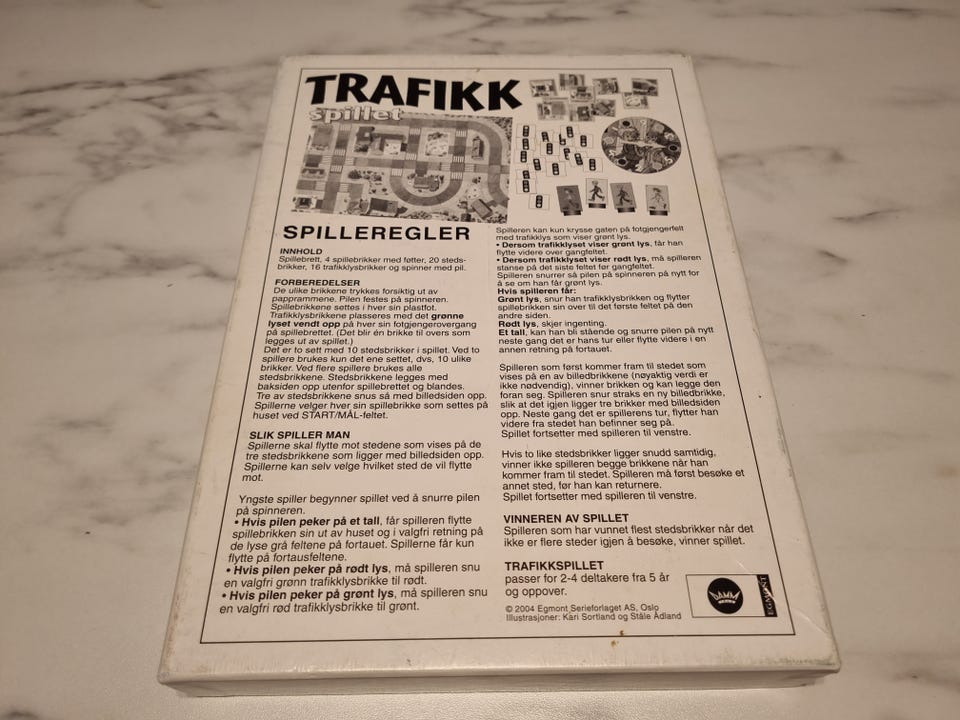 TRAFIKK
spillet
SPILLEREGLER
INNHOLD
Spillebrett, 4 spillebrikker med føtter, 20 steds-
brikker, 16 trafikklysbrikker og spinner med pil.
FORBEREDELSER
De ulike brikkene trykkes forsiktig ut av
papprammene. Pilen festes på spinneren.
Spillebrikkene settes i hver sin plastfot.
Trafikklysbrikkene plasseres med det grønne
lyset vendt opp på hver sin fotgjengerovergang
på spillebrettet. (Det blir én brikke til overs som
legges ut av spillet.)
Det er to sett med 10 stedsbrikker i spillet. Ved to
spillere brukes kun det ene settet, dvs, 10 ulike
brikker. Ved flere spillere brukes alle
stedsbrikkene. Stedsbrikkene legges med
baksiden opp utenfor spillebrettet og blandes.
Tre av stedsbrikkene snus så med billedsiden opp.
Spillerne velger hver sin spillebrikke som settes på
huset ved START/MÅL-feltet.
SLIK SPILLER MAN
Spillerne skal flytte mot stedene som vises på de
tre stedsbrikkene som ligger med billedsiden opp.
Spillerne kan selv velge hvilket sted de vil flytte
mot.
Yngste spiller begynner spillet ved å snurre pilen
på spinneren.
• Hvis pilen peker på et tall, får spilleren flytte
spillebrikken sin ut av huset og i valgfri retning på
de lyse grå feltene på fortauet. Spillerne får kun
flytte på fortausfeltene.
• Hvis pilen peker på rødt lys, må spilleren snu
en valgfri grønn trafikklysbrikke til rødt.
• Hvis pilen peker på grønt lys, må spilleren snu
en valgfri rød trafikklysbrikke til grønt.
Spilleren kan kun krysse gaten på fotgjengerfelt
med trafikklys som viser grønt lys.
• Dersom trafikklyset viser grønt lys, får han
flytte videre over gangfeltet.
• Dersom trafikklyset viser rødt lys, må spilleren
stanse på det siste feltet før gangfeltet.
Spilleren snurrer så pilen på spinneren på nytt for
å se om han får grønt lys.
Hvis spilleren får:
Grønt lys, snur han trafikklysbrikken og flytter
spillebrikken sin over til det første feltet på den
andre siden.
Rødt lys, skjer ingenting.
Et tall, kan han bli stående og snurre pilen på nytt
neste gang det er hans tur eller flytte videre i en
annen retning på fortauet.
Spilleren som først kommer fram til stedet som
vises på en av billedbrikkene (nøyaktig verdi er
ikke nødvendig), vinner brikken og kan legge den
foran seg. Spilleren snur straks en ny billedbrikke,
slik at det igjen ligger tre brikker med billedsiden
opp. Neste gang det er spillerens tur, flytter han
videre fra stedet han befinner seg på.
Spillet fortsetter med spilleren til venstre.
Hvis to like stedsbrikker ligger snudd samtidig,
vinner ikke spilleren begge brikkene når han
kommer fram til stedet. Spilleren må først besøke et
annet sted, før han kan returnere.
Spillet fortsetter med spilleren til venstre.
VINNEREN AV SPILLET
Spilleren som har vunnet flest stedsbrikker når det
ikke er flere steder igjen å besøke, vinner spillet.
TRAFIKKSPILLET
passer for 2-4 deltakere fra 5 år
og oppover.
© 2004 Egmont Serieforlaget AS, Oslo
Illustrasjoner: Kari Sortland og Ståle Ådland
DAMM
EGMONT